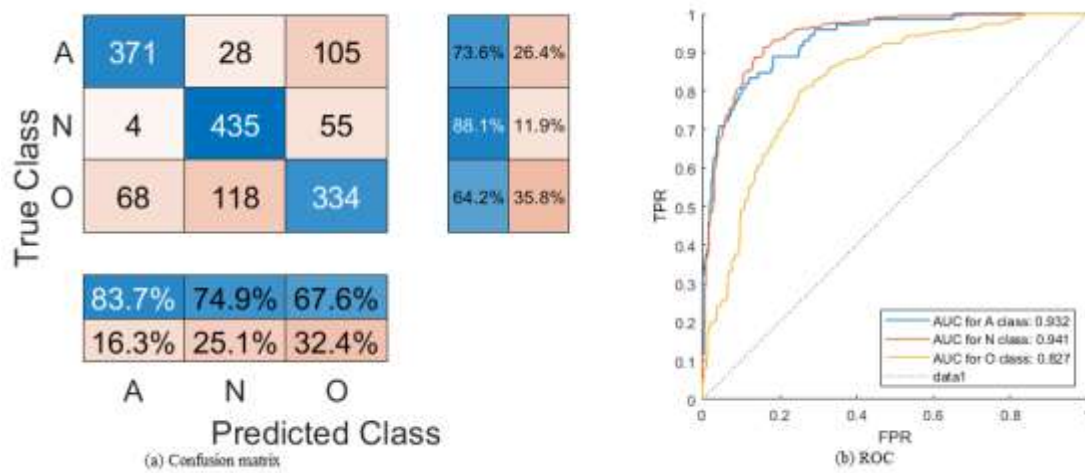 True Class
A 371 28 105 73.6% 26.4%
N 4 435 55 88.1% 11.9%
O 68 118 334 64.2% 35.8%
83.7% 74.9% 67.6%
16.3% 25.1% 32.4%
A N O
Predicted Class
(a) Confusion matrix
TPR
1
0.9
0.8
0.7
0.6
0.5
0.4
0.3
0.2
0.1
0
AUC for A class: 0.932
AUC for N class: 0.941
AUC for O class: 0.827
data1
0 0.2 0.4 0.6 0.8
FPR
(b) ROC